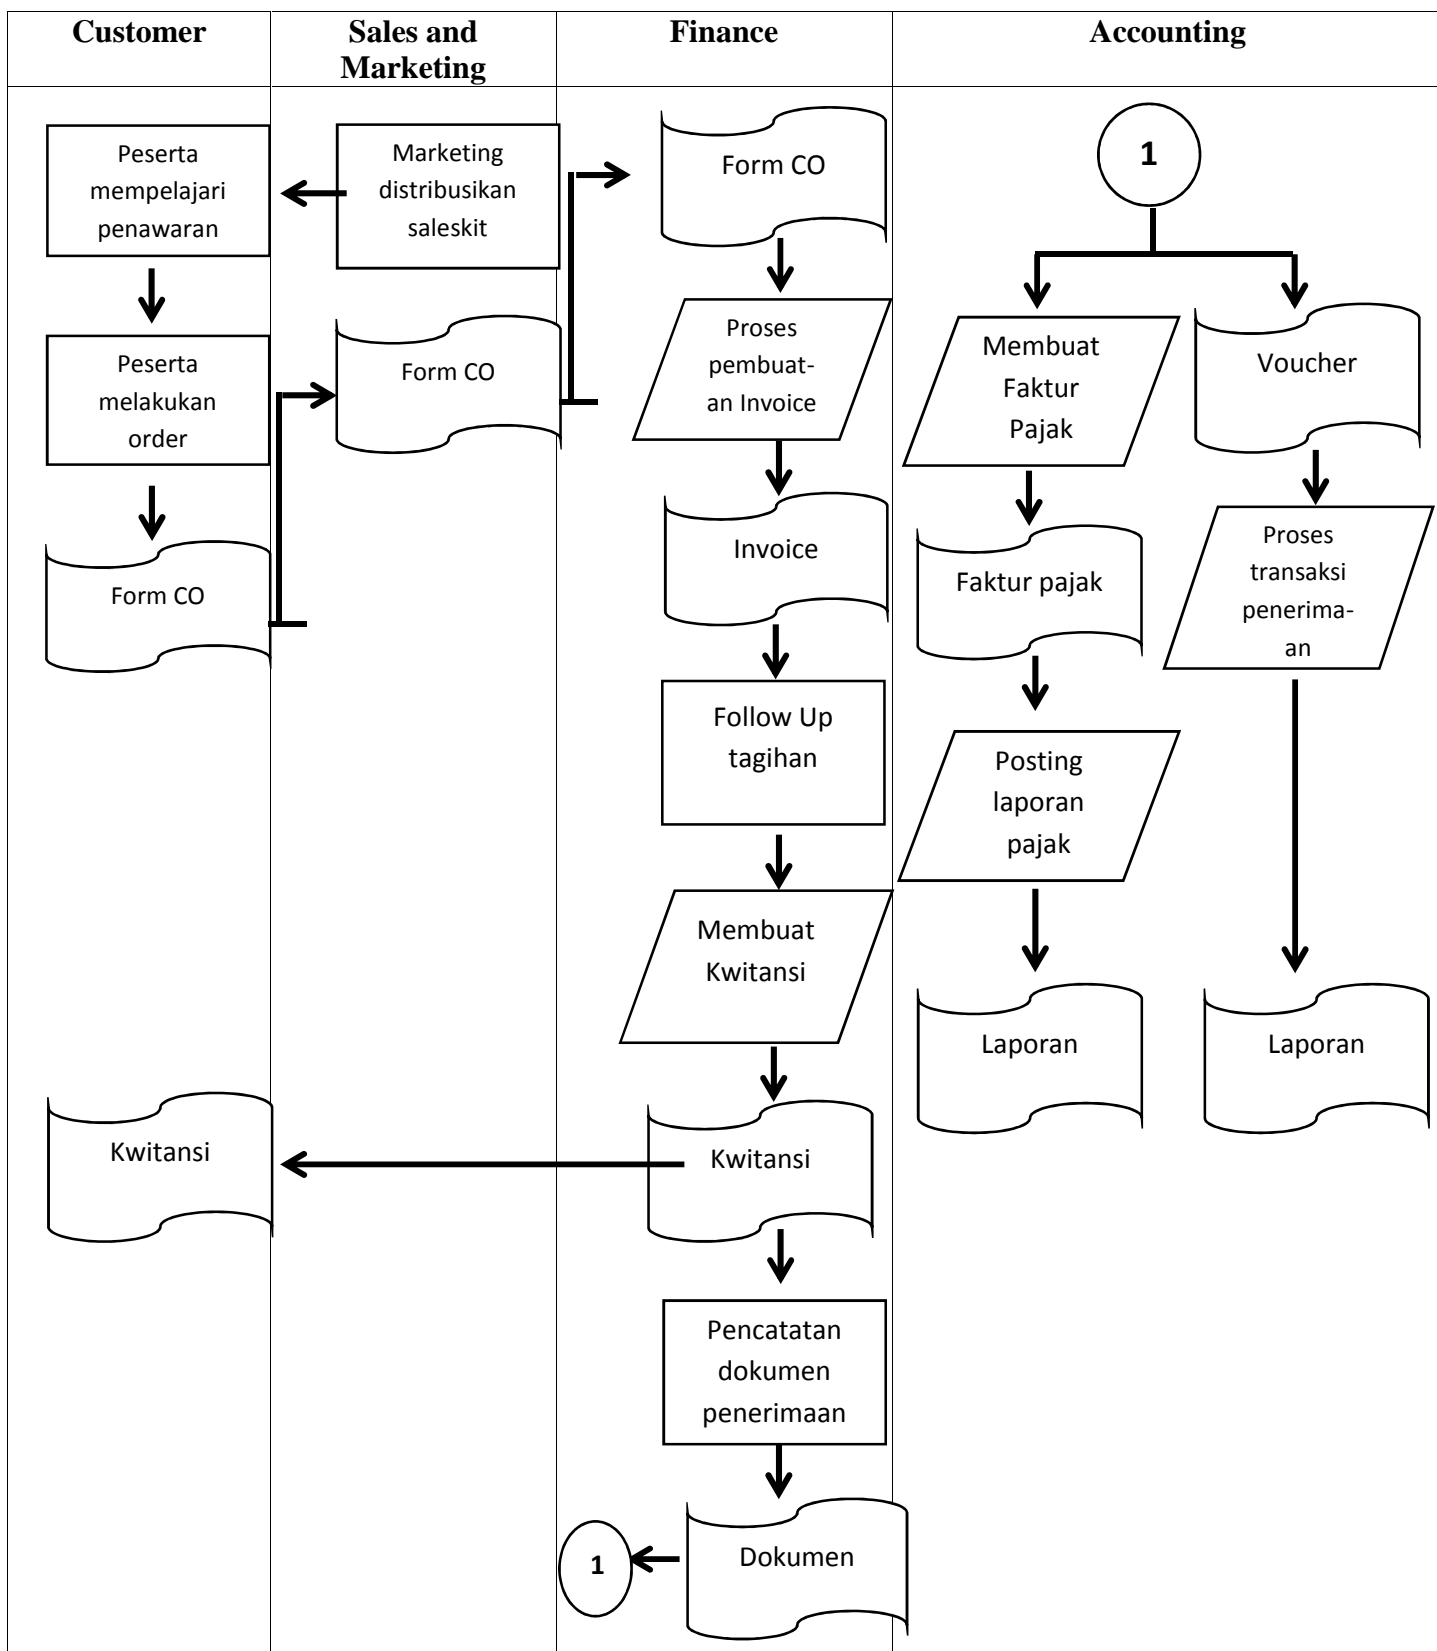 Customer
Sales and
Marketing
Finance
Accounting
Peserta
mempelajari
penawaran
Peserta
melakukan
order
Form CO
Kwitansi
Marketing
distribusikan
saleskit
Form CO
Form CO
Proses
pembuat-
an Invoice
Invoice
Follow Up
tagihan
Membuat
Kwitansi
Kwitansi
Pencatatan
dokumen
penerimaan
Dokumen
1
1
Membuat
Faktur
Pajak
Faktur pajak
Posting
laporan
pajak
Laporan
Voucher
Proses
transaksi
penerima-
an
Laporan